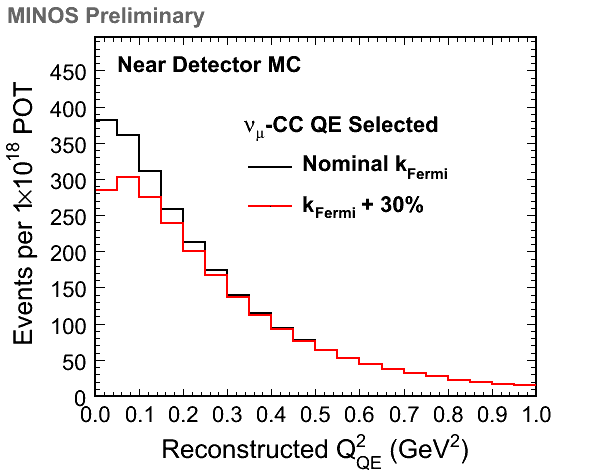 MINOS Preliminary
Near Detector MC
νμ-CC QE Selected
Nominal kFermi
kFermi + 30%
Events per 1×10^18 POT
450
400
350
300
250
200
150
100
50
0
0.0 0.1 0.2 0.3 0.4 0.5 0.6 0.7 0.8 0.9 1.0
Reconstructed Q²QE (GeV²)